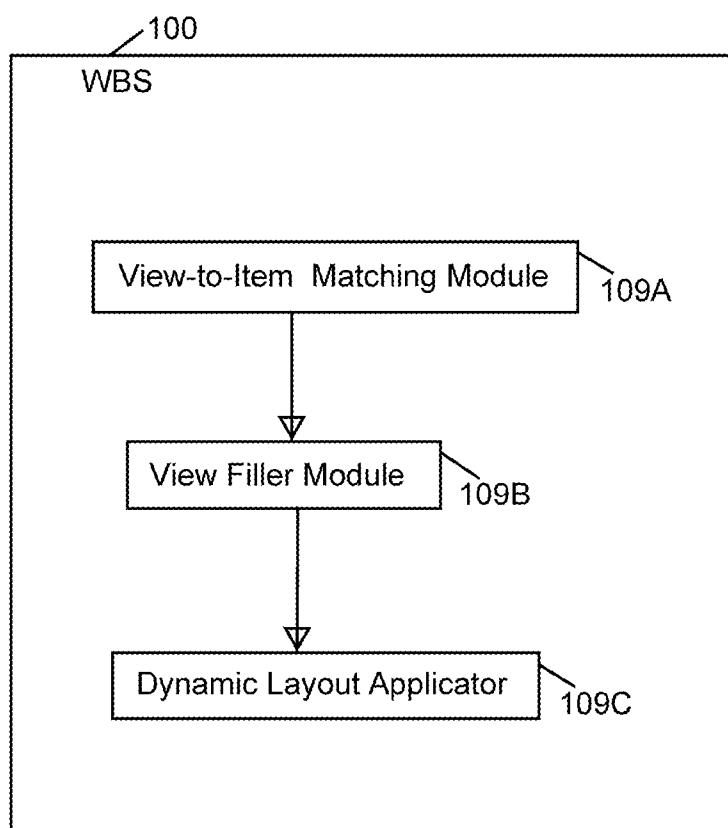 100
WBS
View-to-Item Matching Module
109A
View Filler Module
109B
Dynamic Layout Applicator
109C